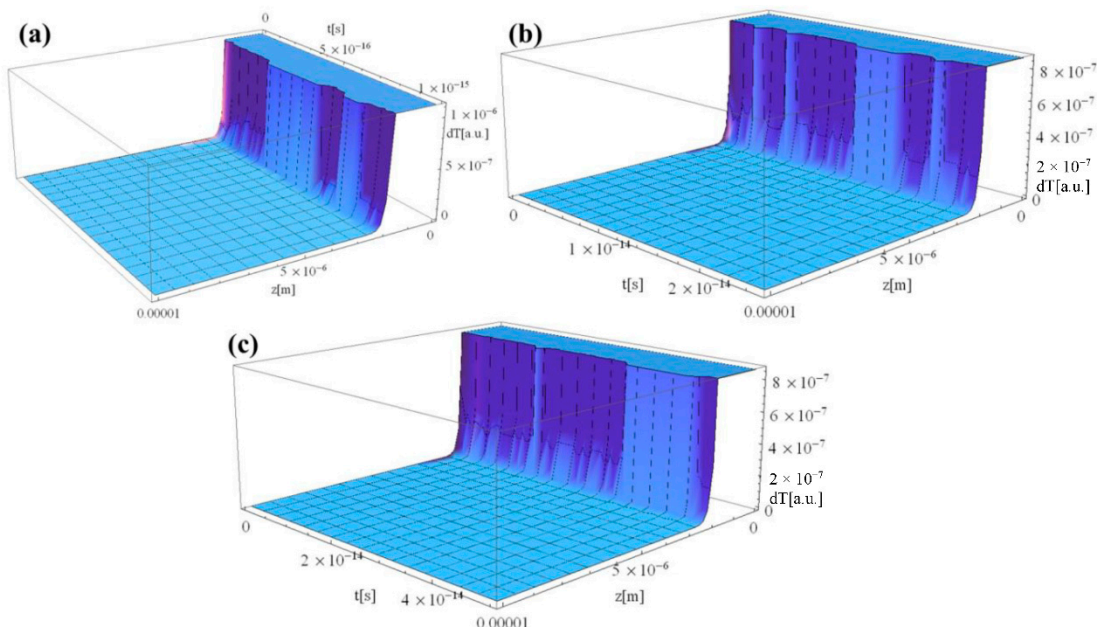 (a)
0
t[s]
5 × 10⁻¹⁶
1 × 10⁻¹⁵
1 × 10⁻⁶
dT[a.u.]
5 × 10⁻⁷
0
0
5 × 10⁻⁶
z[m]
0.00001
(b)
8 × 10⁻⁷
6 × 10⁻⁷
4 × 10⁻⁷
2 × 10⁻⁷
dT[a.u.]
0
0
0
1 × 10⁻¹⁴
5 × 10⁻⁶
t[s]
z[m]
2 × 10⁻¹⁴
0.00001
(c)
8 × 10⁻⁷
6 × 10⁻⁷
4 × 10⁻⁷
2 × 10⁻⁷
dT[a.u.]
0
0
0
2 × 10⁻¹⁴
5 × 10⁻⁶
t[s]
z[m]
4 × 10⁻¹⁴
0.00001